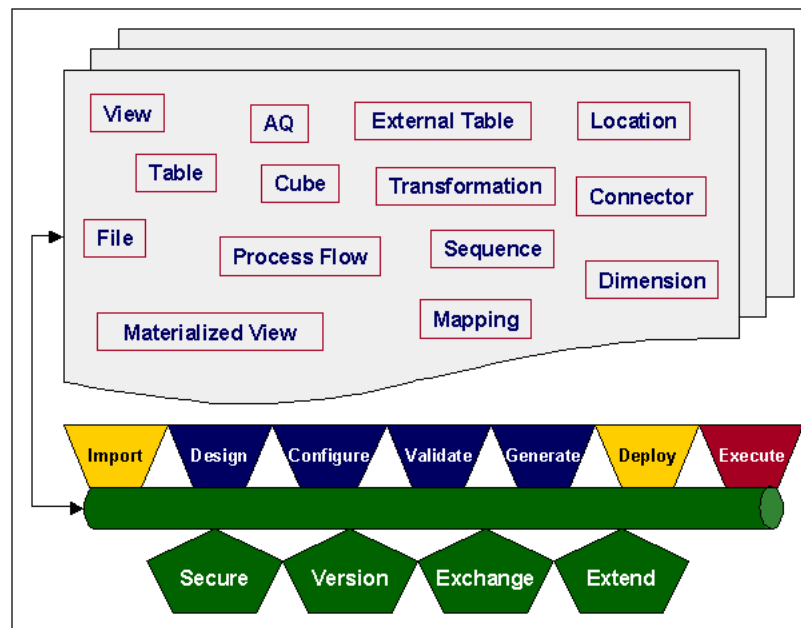 View
AQ
External Table
Location
Table
Cube
Transformation
Connector
File
Process Flow
Sequence
Dimension
Materialized View
Mapping
Import
Design
Configure
Validate
Generate
Deploy
Execute
Secure
Version
Exchange
Extend